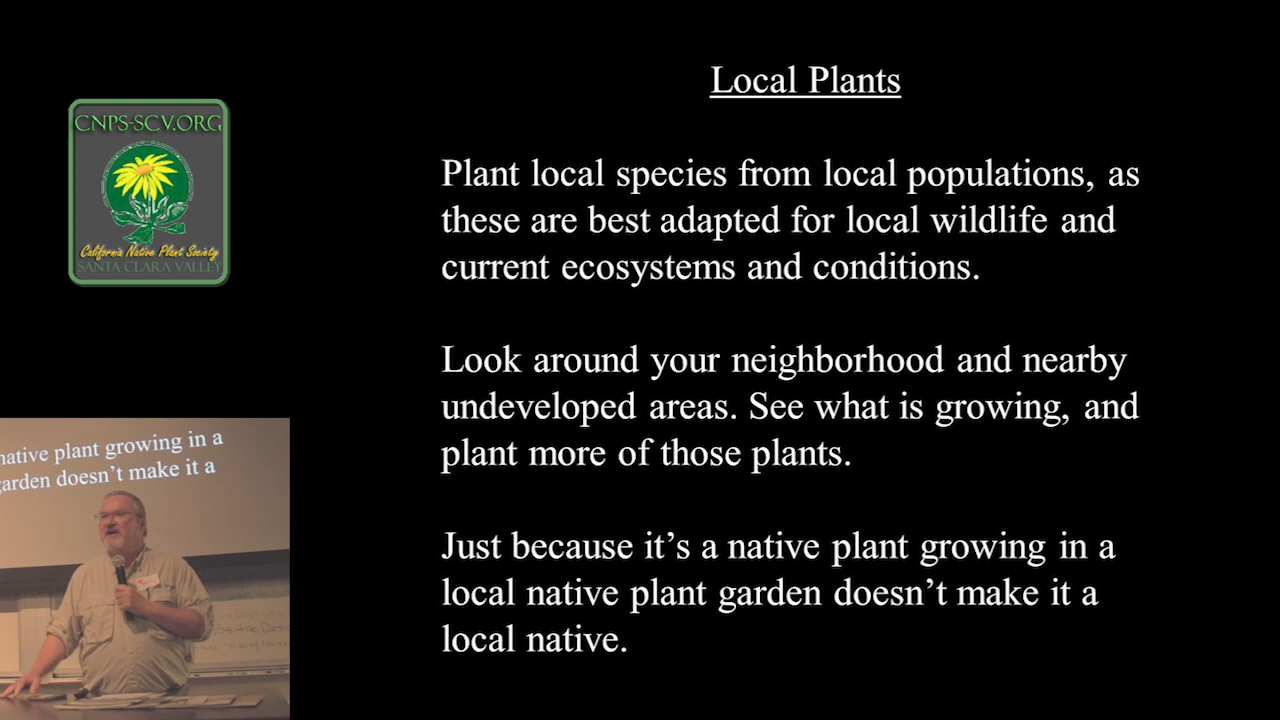 Local Plants
CNPS-SCV.ORG
California Native Plant Society
SANTA CLARA VALLEY
Plant local species from local populations, as
these are best adapted for local wildlife and
current ecosystems and conditions.
Look around your neighborhood and nearby
undeveloped areas. See what is growing, and
plant more of those plants.
Just because it’s a native plant growing in a
local native plant garden doesn’t make it a
local native.
native plant growing in a
garden doesn’t make it a